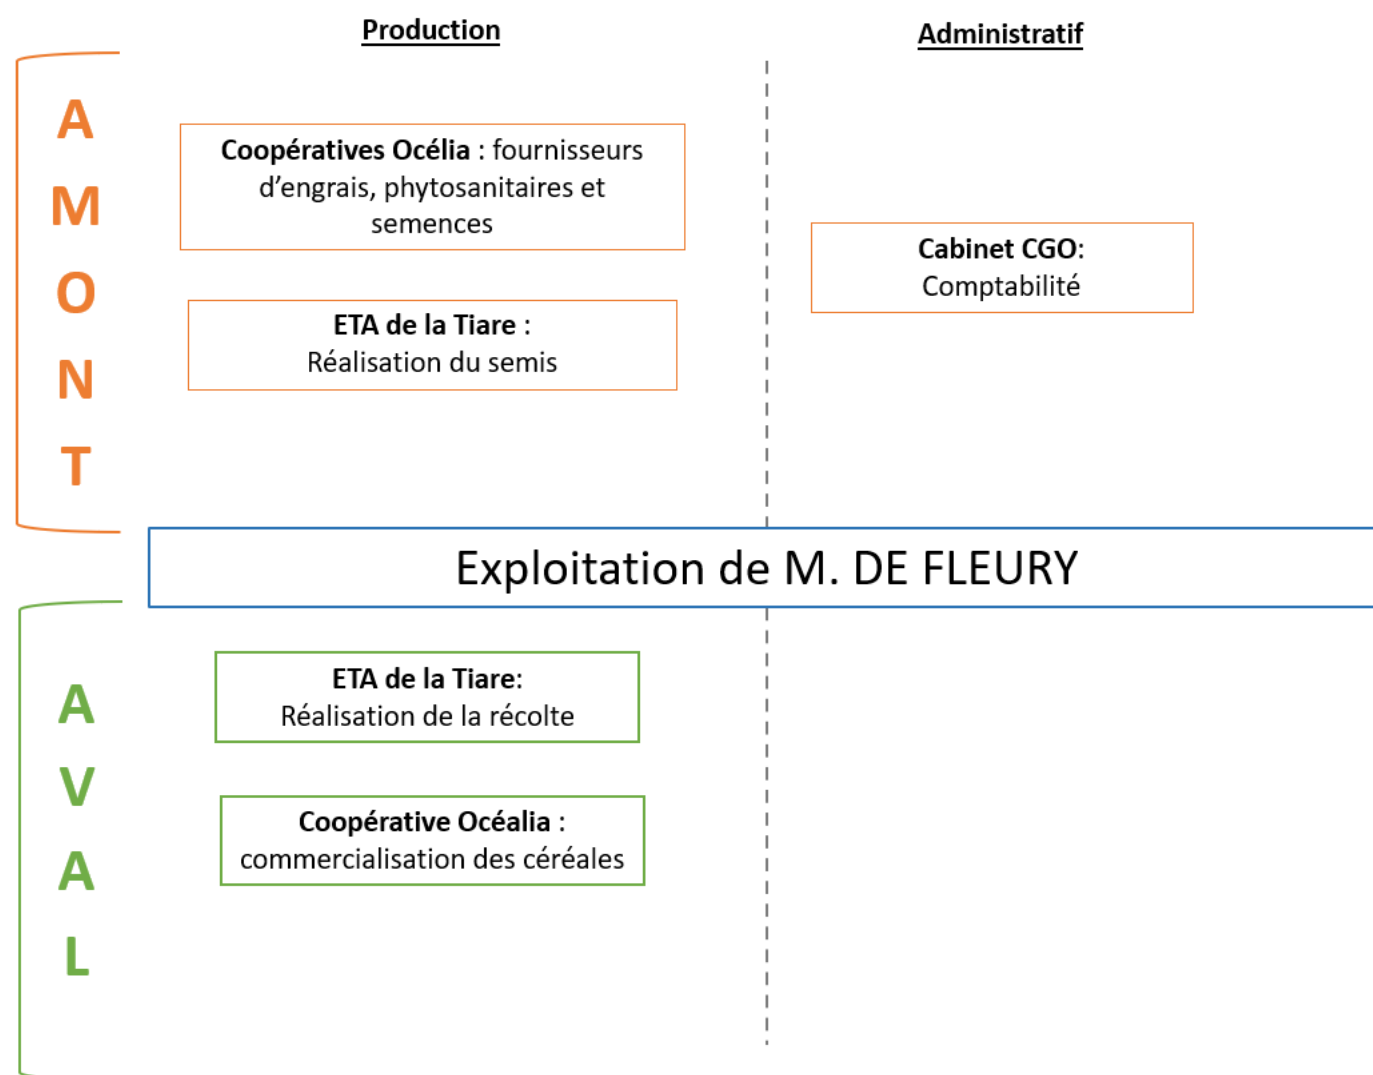 Production
Administratif
A
M
O
N
T
Coopératives Océlia : fournisseurs
d’engrais, phytosanitaires et
semences
Cabinet CGO:
Comptabilité
ETA de la Tiare :
Réalisation du semis
Exploitation de M. DE FLEURY
A
V
A
L
ETA de la Tiare:
Réalisation de la récolte
Coopérative Océalia :
commercialisation des céréales